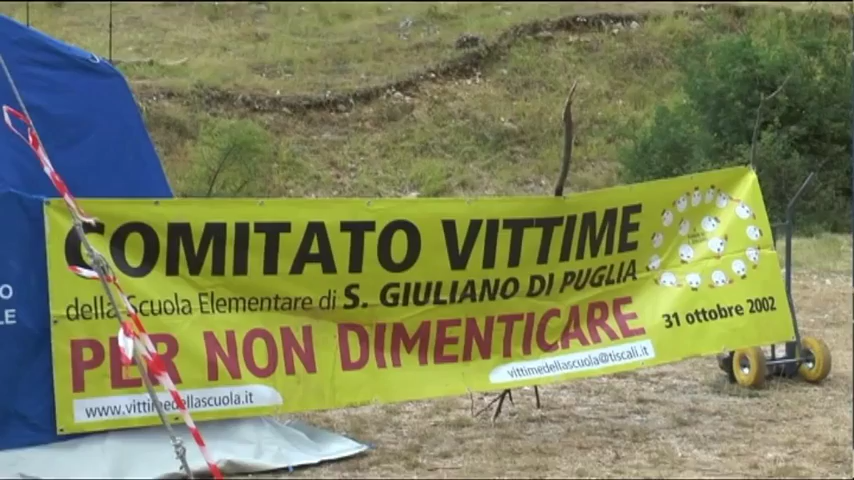 COMITATO VITTIME
della Scuola Elementare di S. GIULIANO DI PUGLIA
PER NON DIMENTICARE
31 ottobre 2002
www.vittimedellascuola.it
vittimedellascuola@tiscali.it